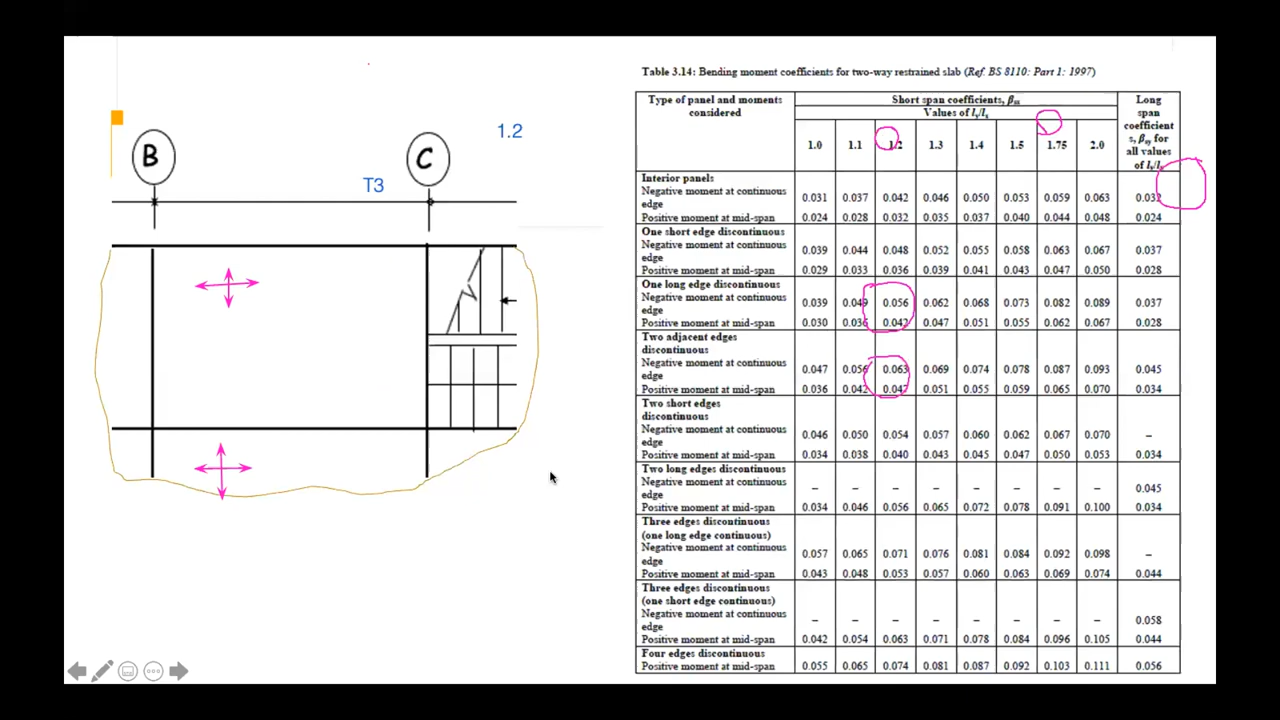 B
C
1.2
T3
Table 3.14: Bending moment coefficients for two-way restrained slab (Ref. BS 8110: Part 1: 1997)
Type of panel and moments considered
Short span coefficients, βsx
Values of ly/lx
Long span coefficients, βsy for all values of ly/lx
1.0 1.1 1.2 1.3 1.4 1.5 1.75 2.0
Interior panels
Negative moment at continuous edge 0.031 0.037 0.042 0.046 0.050 0.053 0.059 0.063 0.032
Positive moment at mid-span 0.024 0.028 0.032 0.035 0.037 0.040 0.044 0.048 0.024
One short edge discontinuous
Negative moment at continuous edge 0.039 0.044 0.048 0.052 0.055 0.058 0.063 0.067 0.037
Positive moment at mid-span 0.029 0.033 0.036 0.039 0.041 0.043 0.047 0.050 0.028
One long edge discontinuous
Negative moment at continuous edge 0.039 0.049 0.056 0.062 0.068 0.073 0.082 0.089 0.037
Positive moment at mid-span 0.030 0.036 0.042 0.047 0.051 0.055 0.062 0.067 0.028
Two adjacent edges discontinuous
Negative moment at continuous edge 0.047 0.056 0.063 0.069 0.074 0.078 0.087 0.093 0.045
Positive moment at mid-span 0.036 0.042 0.047 0.051 0.055 0.059 0.065 0.070 0.034
Two short edges discontinuous
Negative moment at continuous edge 0.046 0.050 0.054 0.057 0.060 0.062 0.067 0.070 –
Positive moment at mid-span 0.034 0.038 0.040 0.043 0.045 0.047 0.050 0.053 0.034
Two long edges discontinuous
Negative moment at continuous edge – – – – – – – – 0.045
Positive moment at mid-span 0.034 0.046 0.056 0.065 0.072 0.078 0.091 0.100 0.034
Three edges discontinuous (one long edge continuous)
Negative moment at continuous edge 0.057 0.065 0.071 0.076 0.081 0.084 0.092 0.098 –
Positive moment at mid-span 0.043 0.048 0.053 0.057 0.060 0.063 0.069 0.074 0.044
Three edges discontinuous (one short edge continuous)
Negative moment at continuous edge – – – – – – – – 0.058
Positive moment at mid-span 0.042 0.054 0.063 0.071 0.078 0.084 0.096 0.105 0.044
Four edges discontinuous
Positive moment at mid-span 0.055 0.065 0.074 0.081 0.087 0.092 0.103 0.111 0.056